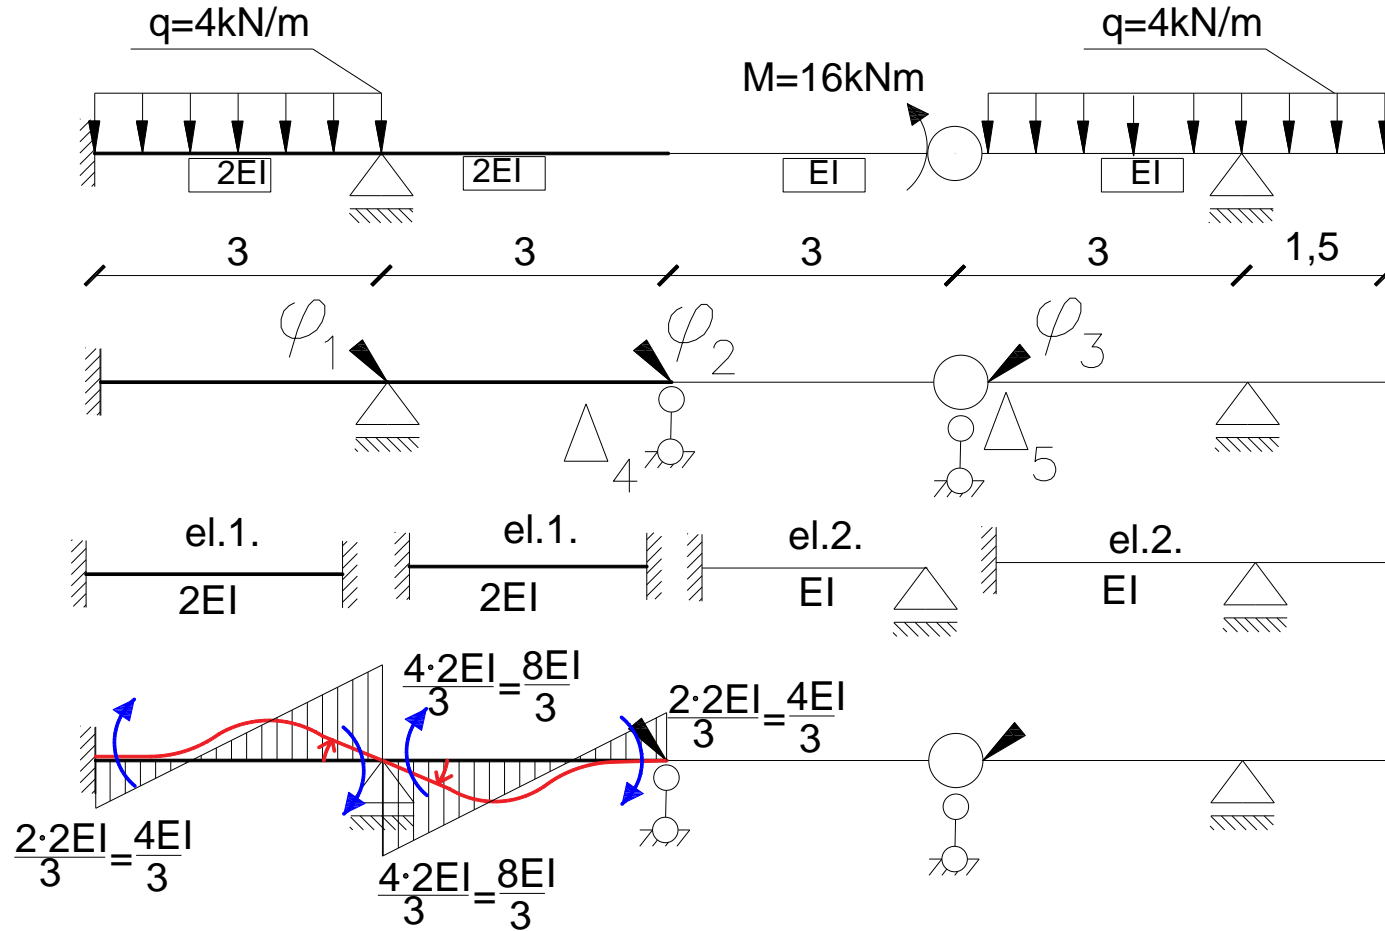 q=4kN/m
q=4kN/m
M=16kNm
2EI
2EI
EI
EI
3
3
3
3
1,5
φ1
φ2
φ3
Δ4
Δ5
el.1.
el.1.
el.2.
el.2.
2EI
2EI
EI
EI
4·2EI/3=8EI/3
2·2EI/3=4EI/3
2·2EI/3=4EI/3
4·2EI/3=8EI/3